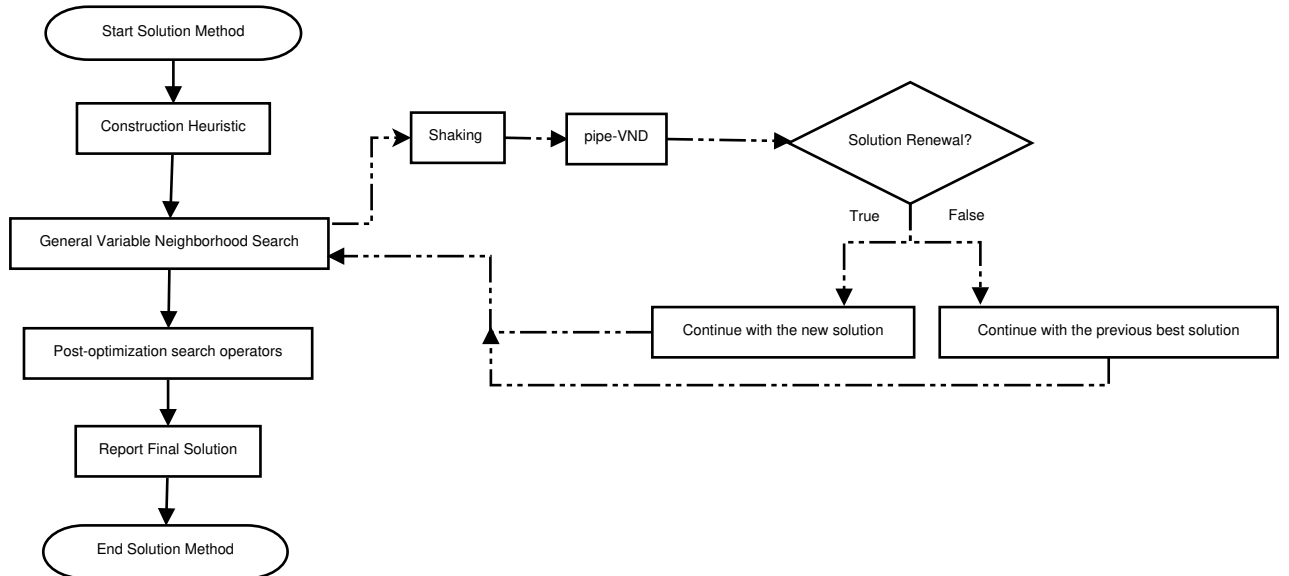 Start Solution Method
Construction Heuristic
General Variable Neighborhood Search
Post-optimization search operators
Report Final Solution
End Solution Method
Shaking
pipe-VND
Solution Renewal?
True
False
Continue with the new solution
Continue with the previous best solution